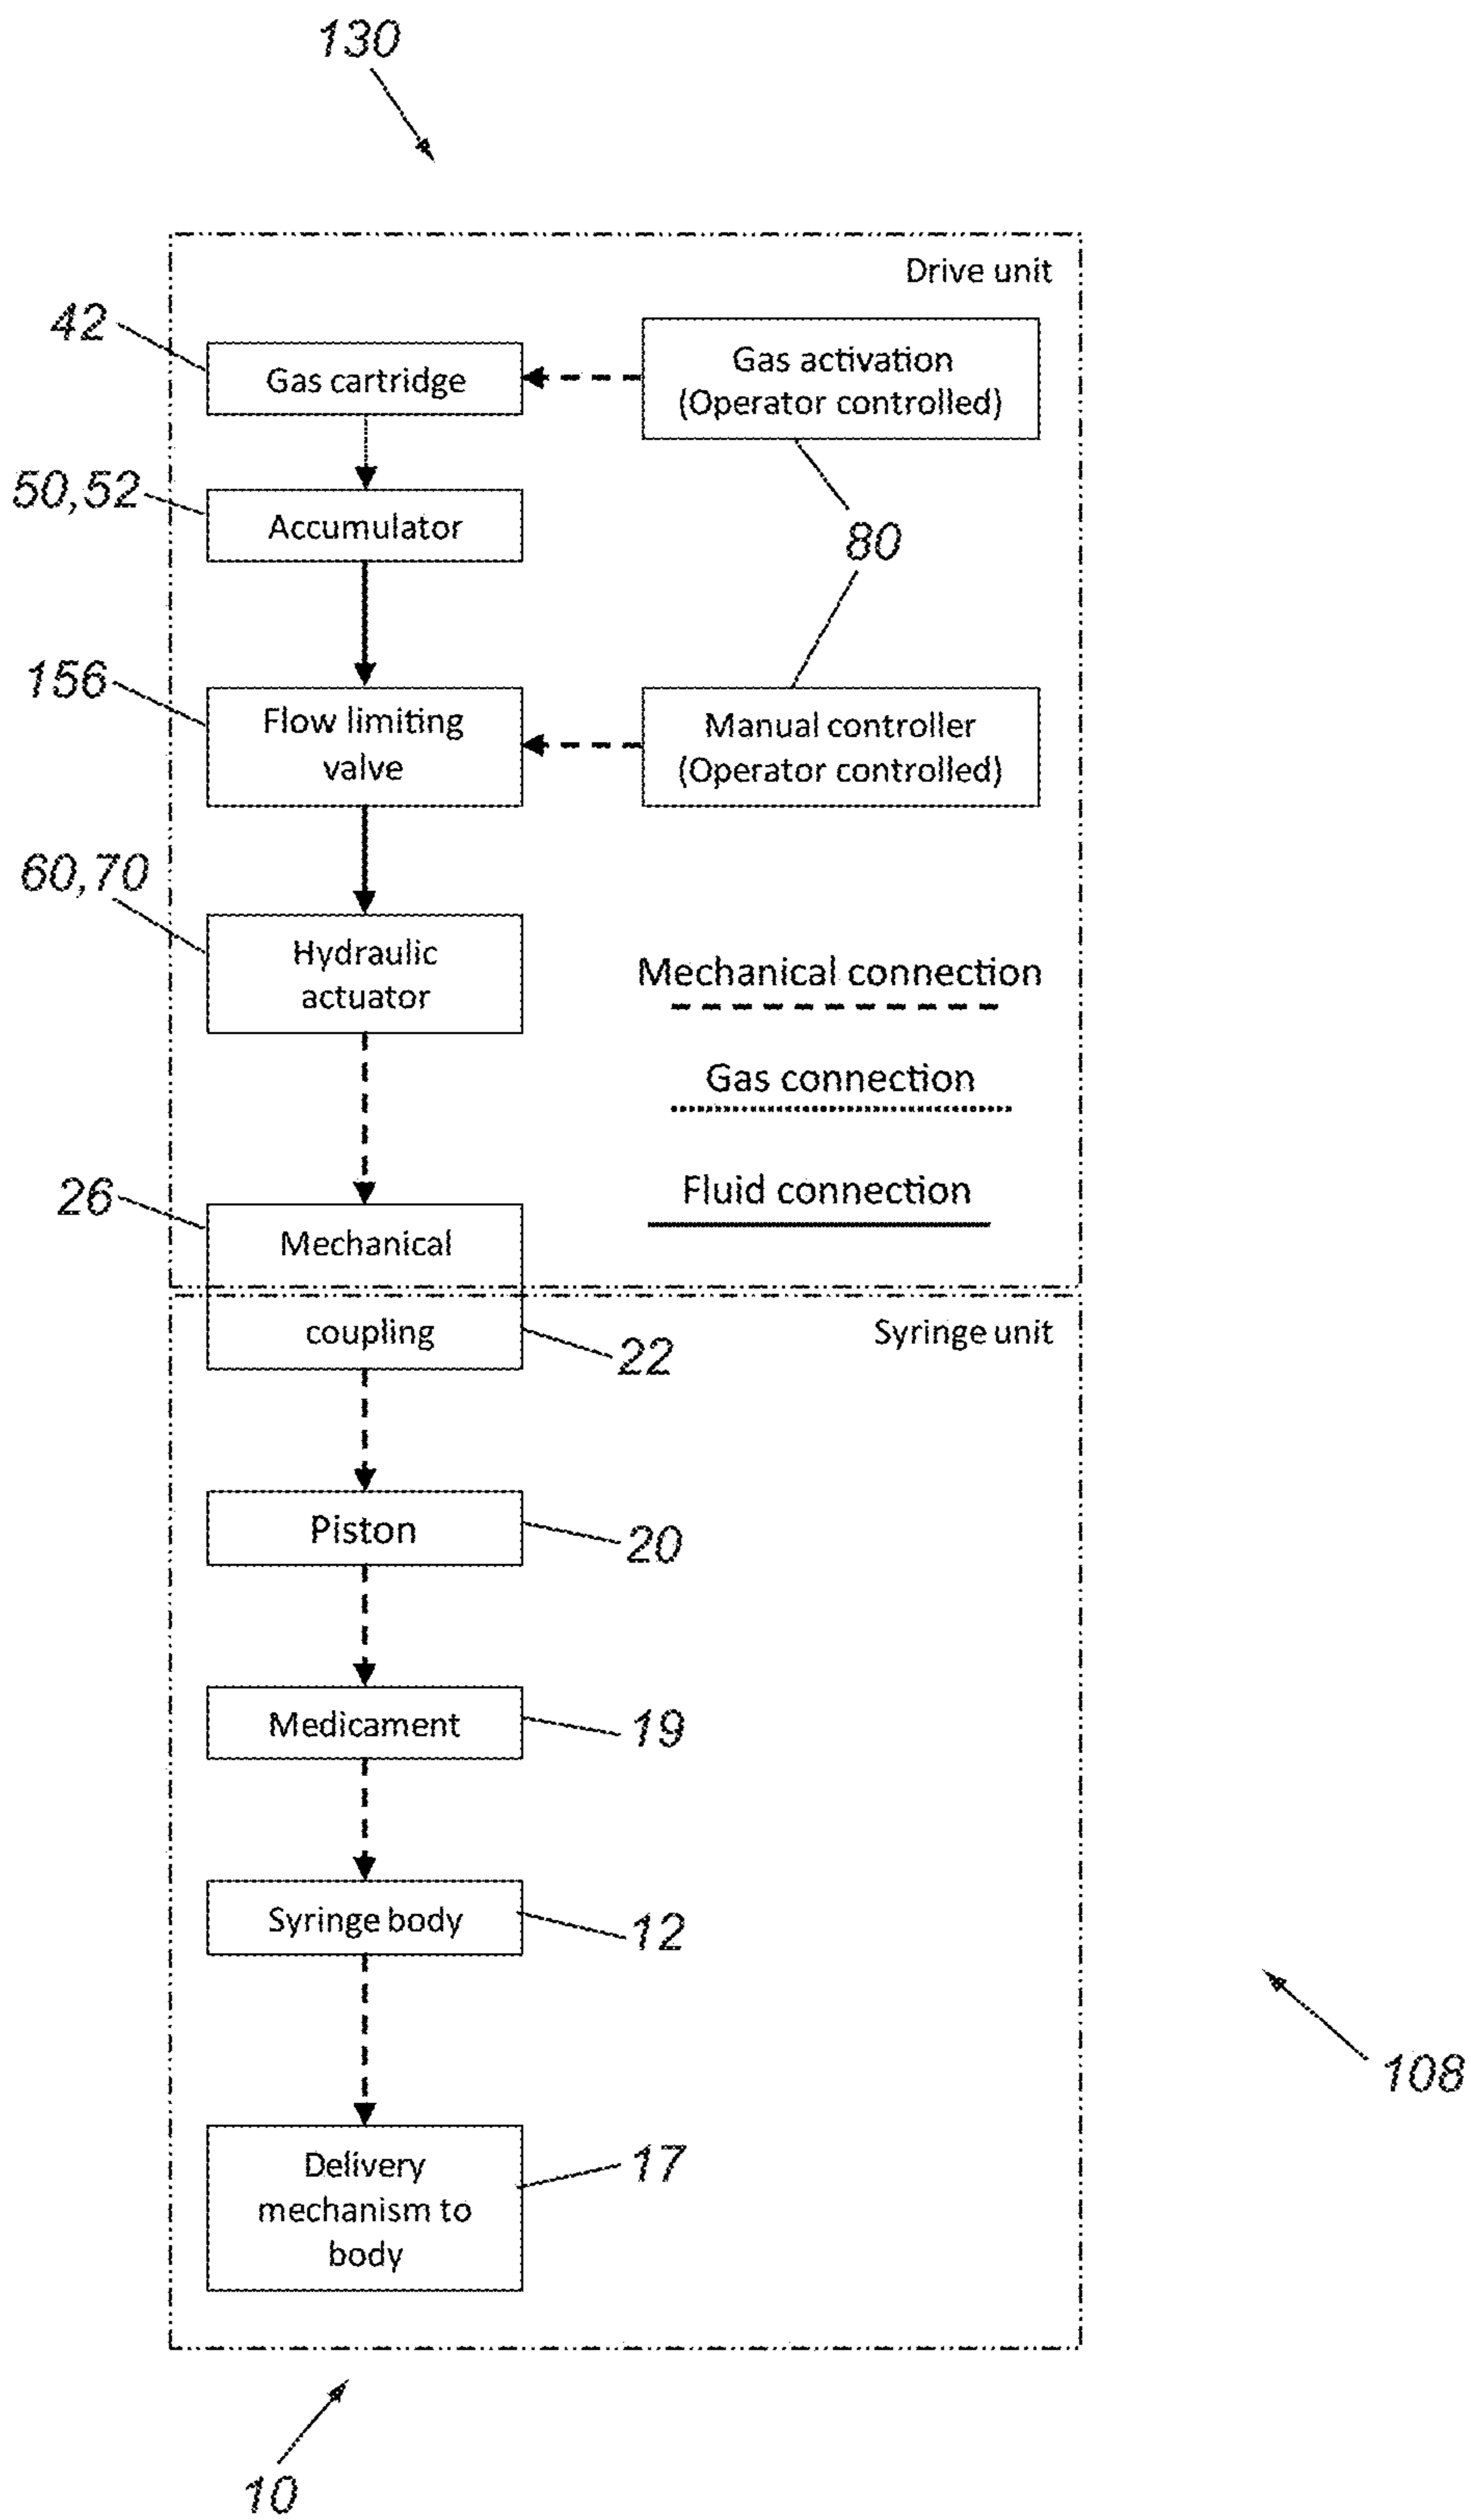 130
Drive unit
42
Gas cartridge
Gas activation
(Operator controlled)
50,52
Accumulator
80
156
Flow limiting
valve
Manual controller
(Operator controlled)
60,70
Hydraulic
actuator
Mechanical connection
Gas connection
Fluid connection
26
Mechanical
coupling
22
Syringe unit
Piston
20
Medicament
19
Syringe body
12
108
Delivery
mechanism to
body
17
10